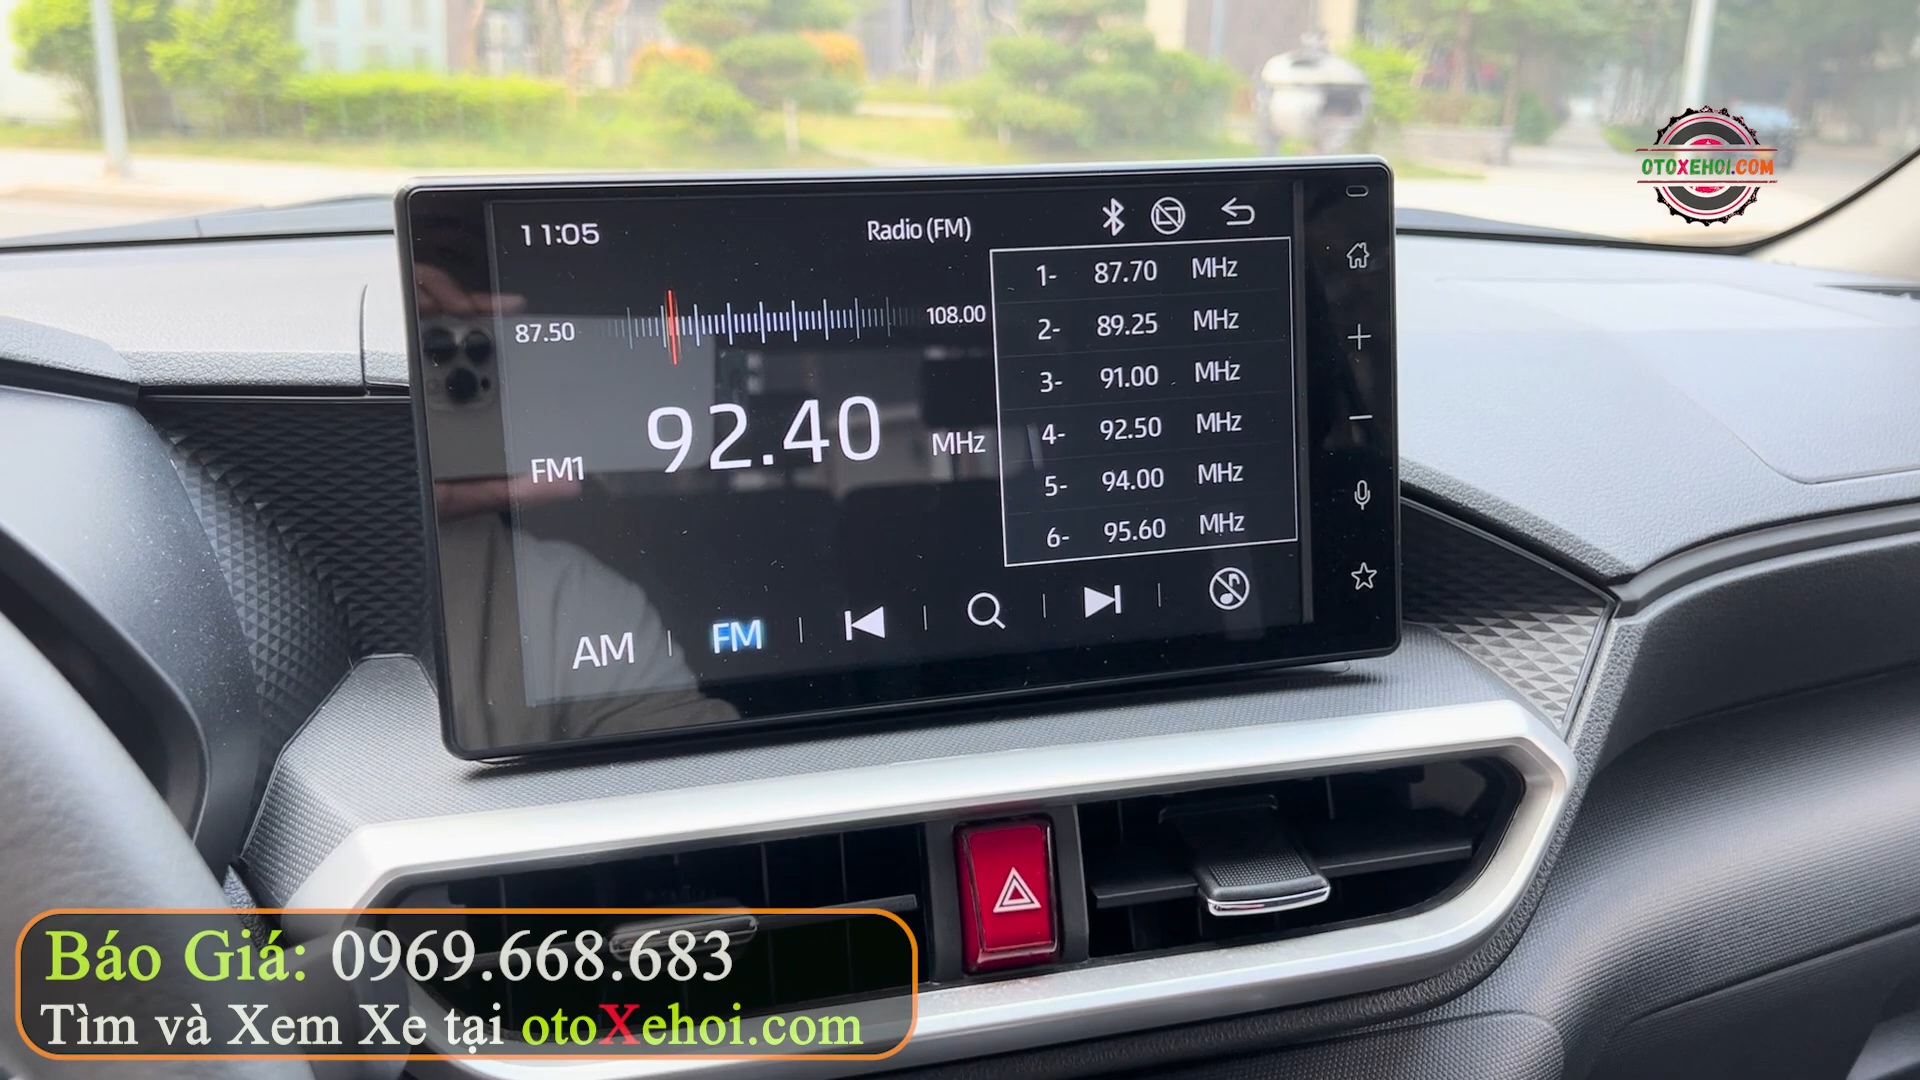 OTOXEHOI.COM
11:05
Radio (FM)
87.50
108.00
FM1
92.40
MHz
1- 87.70 MHz
2- 89.25 MHz
3- 91.00 MHz
4- 92.50 MHz
5- 94.00 MHz
6- 95.60 MHz
AM
FM
Báo Giá: 0969.668.683
Tìm và Xem Xe tại otoXehoi.com